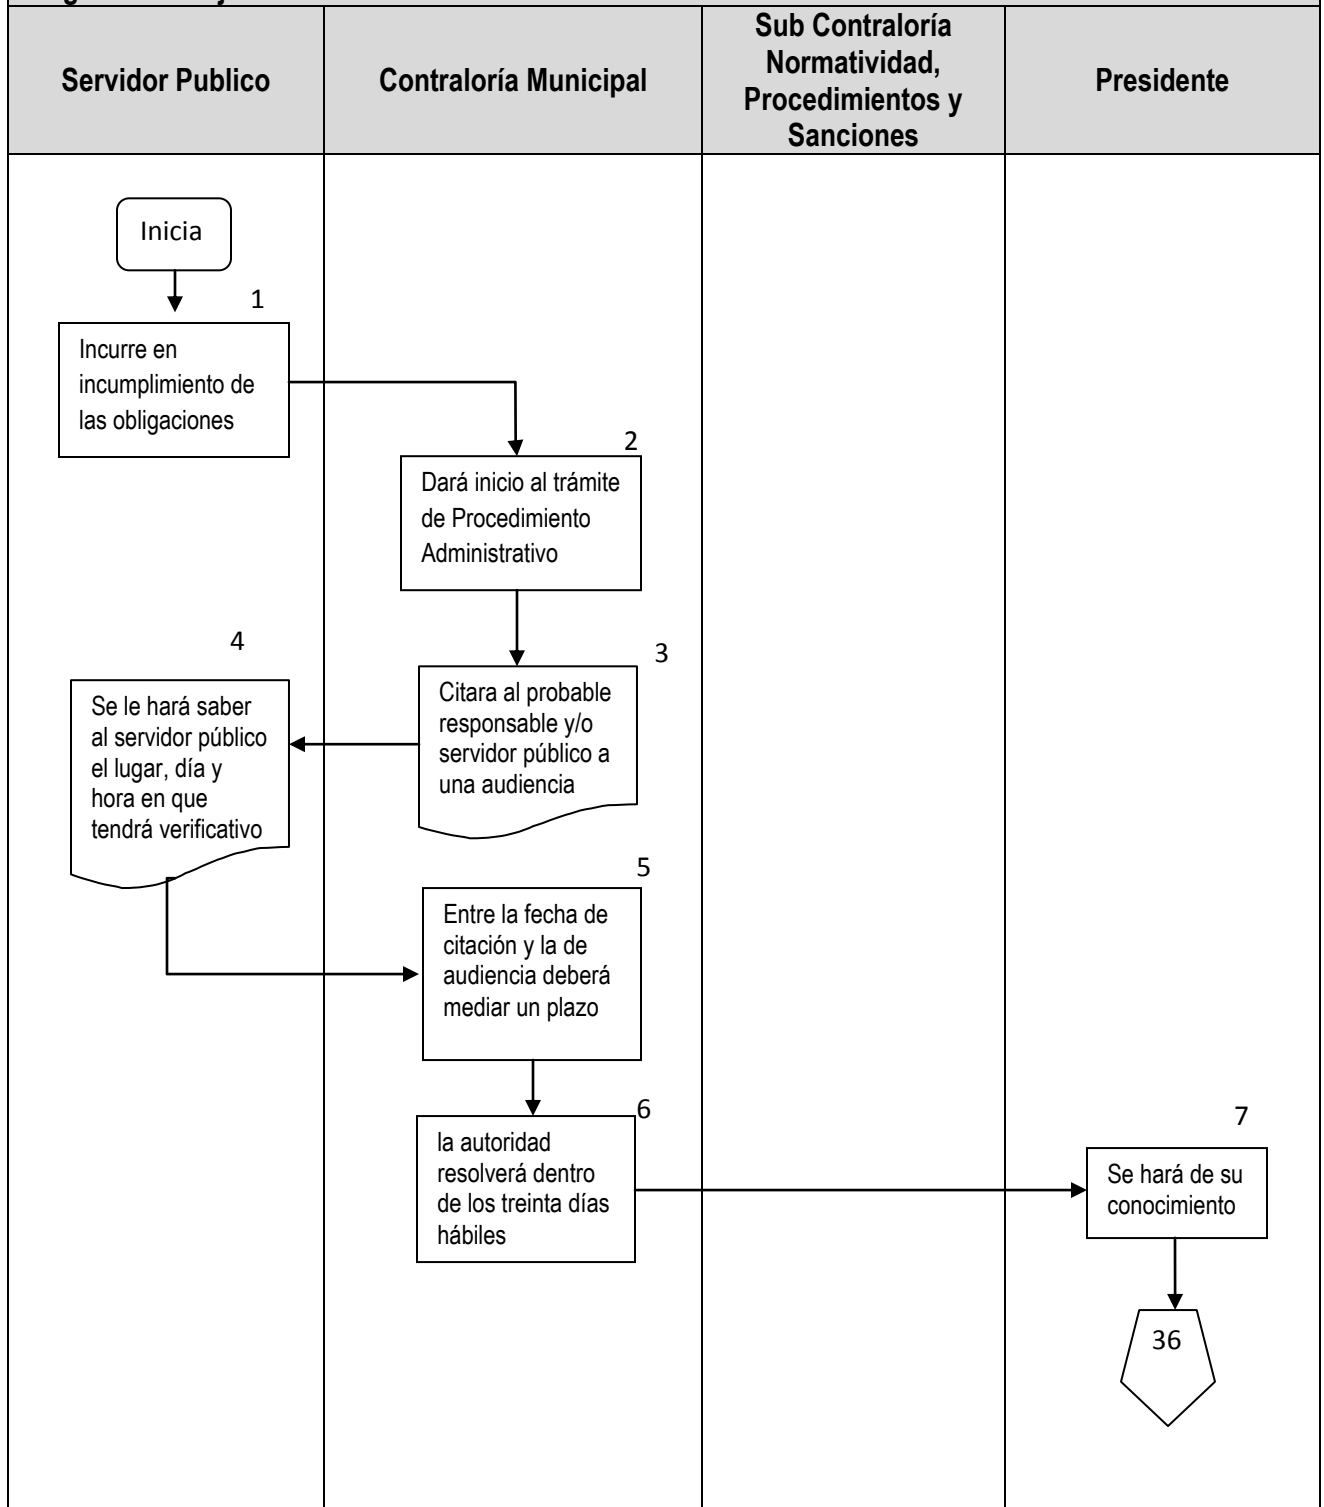 Servidor Publico
Contraloría Municipal
Sub Contraloría
Normatividad,
Procedimientos y
Sanciones
Presidente
Inicia
1
Incurre en
incumplimiento de
las obligaciones
2
Dará inicio al trámite
de Procedimiento
Administrativo
3
Citara al probable
responsable y/o
servidor público a
una audiencia
4
Se le hará saber
al servidor público
el lugar, día y
hora en que
tendrá verificativo
5
Entre la fecha de
citación y la de
audiencia deberá
mediar un plazo
6
la autoridad
resolverá dentro
de los treinta días
hábiles
7
Se hará de su
conocimiento
36